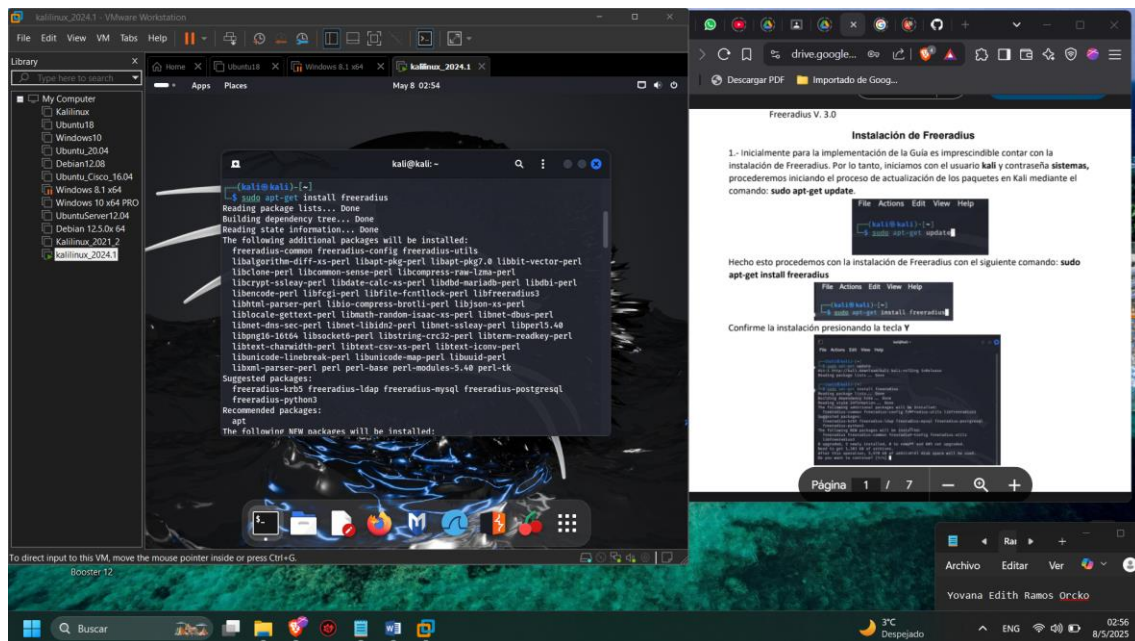 kalilinux_2024.1 - VMware Workstation
File Edit View VM Tabs Help
Library
Type here to search
My Computer
Kalilinux
Ubuntu18
Windows10
Ubuntu_20.04
Debian12.08
Ubuntu_Cisco_16.04
Windows 8.1 x64
Windows 10 x64 PRO
UbuntuServer12.04
Debian 12.5.0x 64
Kalilinux_2021_2
kalilinux_2024.1
Home Ubuntu18 Windows 8.1 x64 kalilinux_2024.1
Apps Places May 8 02:54
kali@kali: ~
(kali㉿kali)-[~]
$ sudo apt-get install freeradius
Reading package lists... Done
Building dependency tree... Done
Reading state information... Done
The following additional packages will be installed:
freeradius-common freeradius-config freeradius-utils
libalgorithm-diff-xs-perl libapt-pkg-perl libapt-pkg7.0 libbit-vector-perl
libclone-perl libcommon-sense-perl libcompress-raw-lzma-perl
libcrypt-ssleay-perl libdate-calc-xs-perl libdbd-mariadb-perl libdbi-perl
libencode-perl libfcgi-perl libfile-fcntllock-perl libfreeradius3
libhtml-parser-perl libio-compress-brotli-perl libjson-xs-perl
liblocale-gettext-perl libmath-random-isaac-xs-perl libnet-dbus-perl
libnet-dns-sec-perl libnet-libidn2-perl libnet-ssleay-perl libperl5.40
libpng16-16t64 libsocket6-perl libstring-crc32-perl libterm-readkey-perl
libtext-charwidth-perl libtext-csv-xs-perl libtext-iconv-perl
libunicode-linebreak-perl libunicode-map-perl libuuid-perl
libxml-parser-perl perl perl-base perl-modules-5.40 perl-tk
Suggested packages:
freeradius-krb5 freeradius-ldap freeradius-mysql freeradius-postgresql
freeradius-python3
Recommended packages:
apt
The following NEW packages will be installed:
To direct input to this VM, move the mouse pointer inside or press Ctrl+G.
Booster 12
drive.google...
Descargar PDF Importado de Goog...
Freeradius V. 3.0
Instalación de Freeradius
1.- Inicialmente para la implementación de la Guía es imprescindible contar con la
instalación de Freeradius. Por lo tanto, iniciamos con el usuario kali y contraseña sistemas,
procederemos iniciando el proceso de actualización de los paquetes en Kali mediante el
comando: sudo apt-get update.
File Actions Edit View Help
(kali㉿kali)-[~]
$ sudo apt-get update
Hecho esto procedemos con la instalación de Freeradius con el siguiente comando: sudo
apt-get install freeradius
File Actions Edit View Help
(kali㉿kali)-[~]
$ sudo apt-get install freeradius
Confirme la instalación presionando la tecla Y
File Actions Edit View Help
Página 1 / 7
Archivo Editar Ver
Yovana Edith Ramos Orcko
Buscar
3°C
Despejado
ENG
02:56
8/5/2025